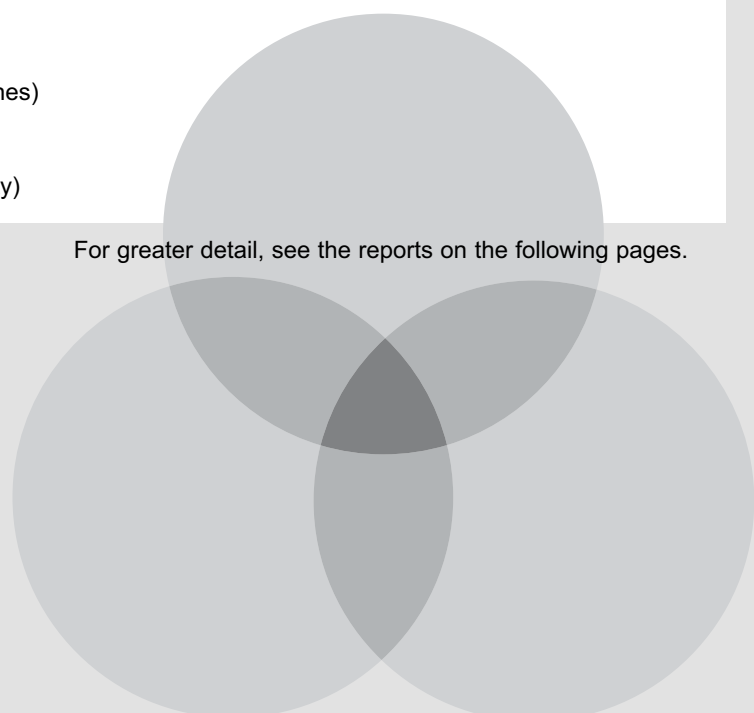 nes)
y)
For greater detail, see the reports on the following pages.